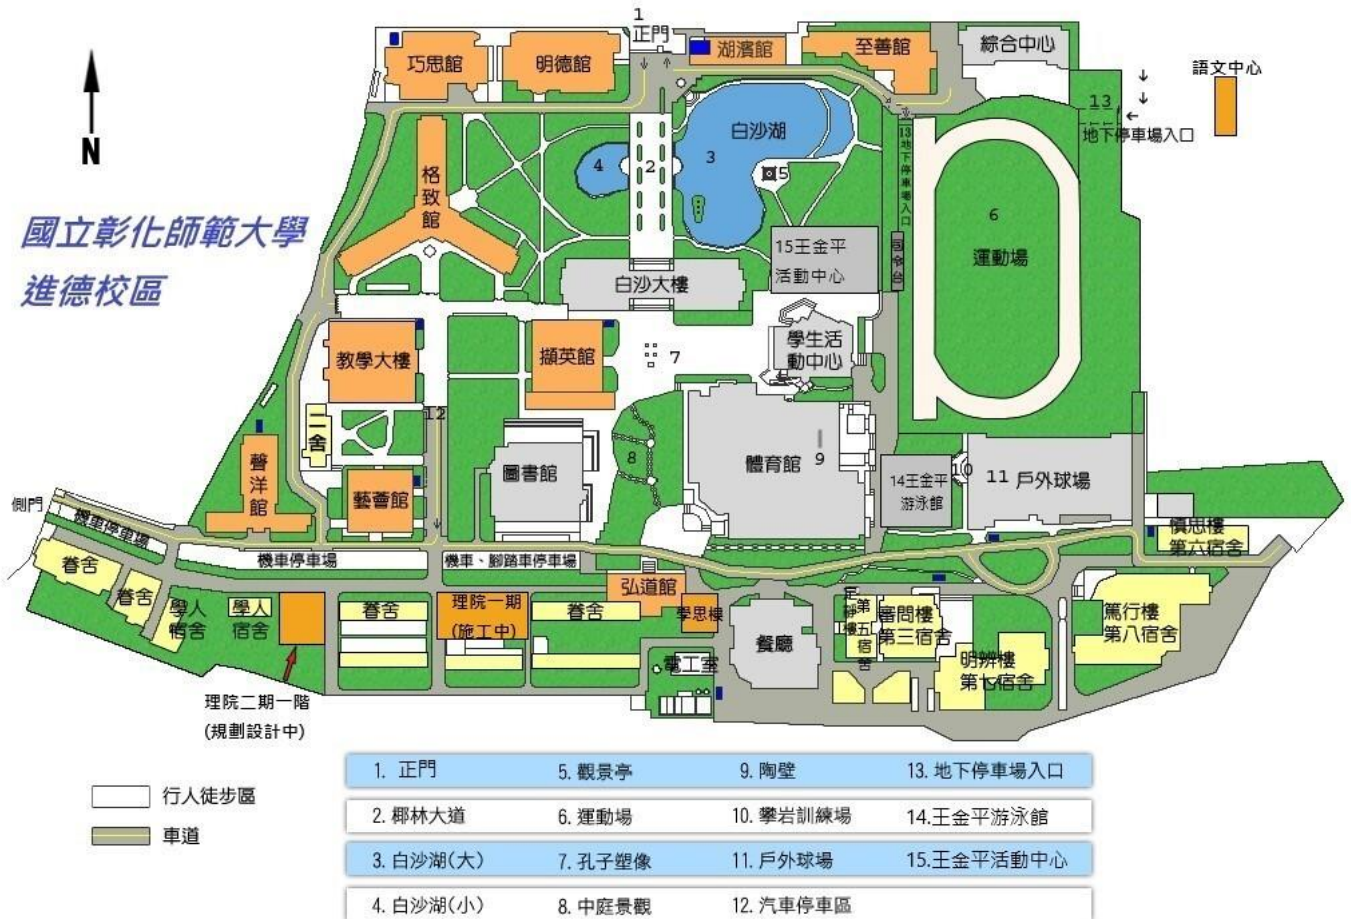 1
正門
巧思館
明德館
湖濱館
至善館
綜合中心
語文中心
N
國立彰化師範大學
進德校區
格致館
白沙湖
4
2
3
5
13地下停車場入口
13
地下停車場入口
6
運動場
司令台
15王金平
活動中心
白沙大樓
教學大樓
擷英館
7
學生活
動中心
12
二舍
聲洋館
藝薈館
圖書館
8
體育館
9
14王金平
游泳館
10
11 戶外球場
側門
機車停車場
機車停車場
機車、腳踏車停車場
慎思樓
第六宿舍
眷舍
眷舍
學人
宿舍
學人
宿舍
眷舍
理院一期
(施工中)
眷舍
弘道館
學思樓
電工室
餐廳
定靜樓
第五宿舍
審問樓
第三宿舍
明辨樓
第七宿舍
篤行樓
第八宿舍
理院二期一階
(規劃設計中)
行人徒步區
車道
1. 正門 5. 觀景亭 9. 陶壁 13. 地下停車場入口
2. 椰林大道 6. 運動場 10. 攀岩訓練場 14.王金平游泳館
3. 白沙湖(大) 7. 孔子塑像 11. 戶外球場 15.王金平活動中心
4. 白沙湖(小) 8. 中庭景觀 12. 汽車停車區